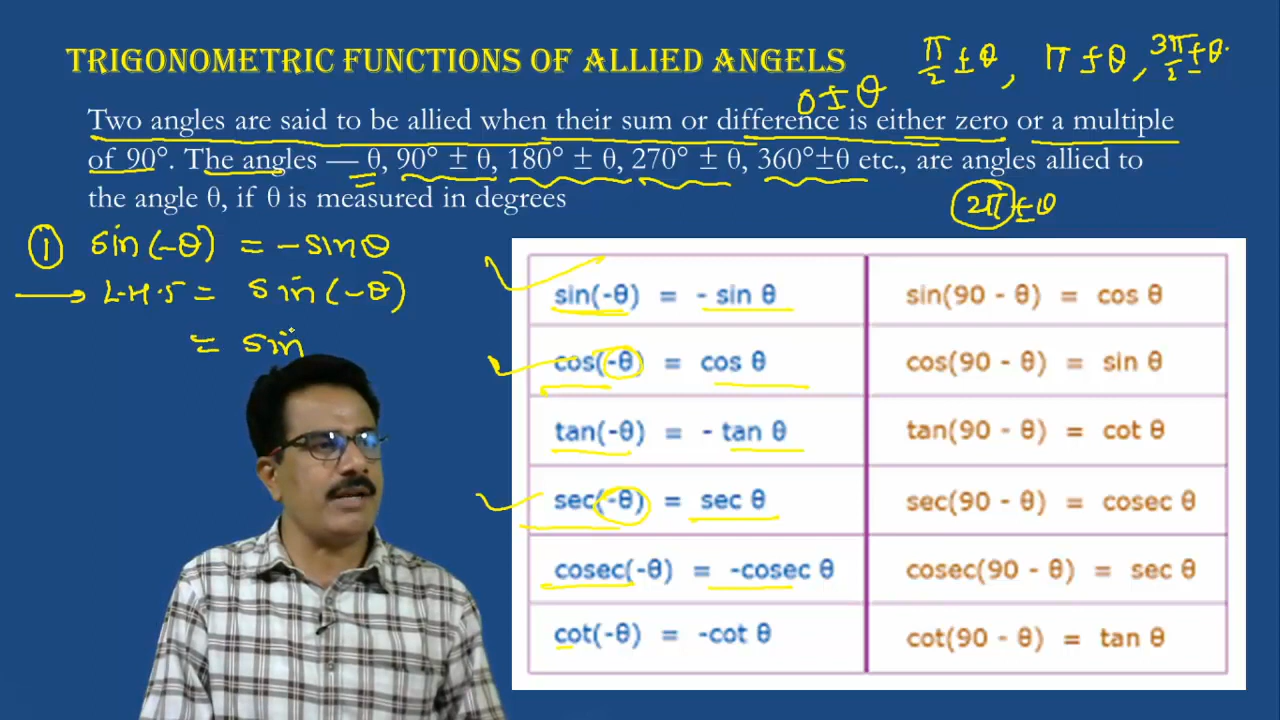 TRIGONOMETRIC FUNCTIONS OF ALLIED ANGELS
π/2 ± θ, π ± θ, 3π/2 ± θ.
0 ± θ
Two angles are said to be allied when their sum or difference is either zero or a multiple
of 90°. The angles — θ, 90° ± θ, 180° ± θ, 270° ± θ, 360°±θ etc., are angles allied to
the angle θ, if θ is measured in degrees
2π ± θ
① sin(-θ) = - sinθ
→ L.H.S = sin(-θ)
= sin
sin(-θ) = - sin θ
sin(90 - θ) = cos θ
cos(-θ) = cos θ
cos(90 - θ) = sin θ
tan(-θ) = - tan θ
tan(90 - θ) = cot θ
sec(-θ) = sec θ
sec(90 - θ) = cosec θ
cosec(-θ) = -cosec θ
cosec(90 - θ) = sec θ
cot(-θ) = -cot θ
cot(90 - θ) = tan θ